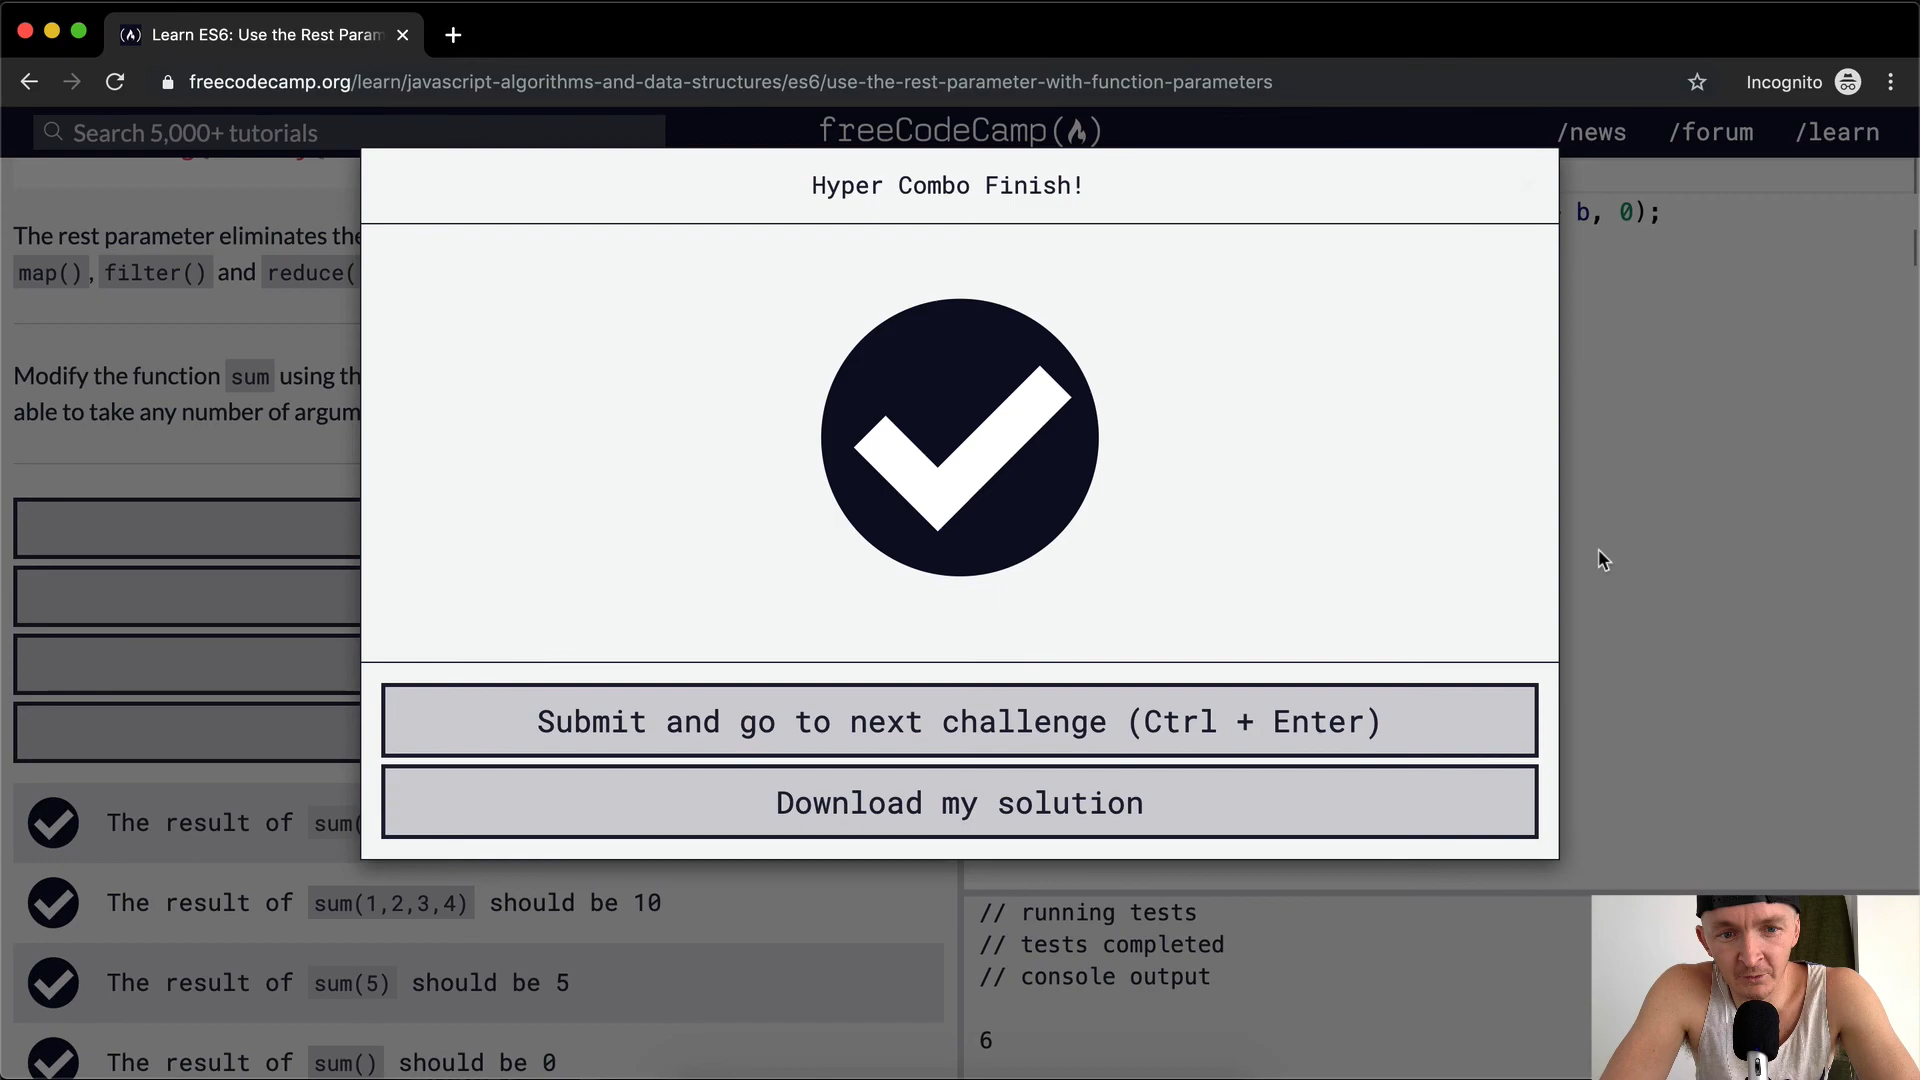 Learn ES6: Use the Rest Param
freecodecamp.org/learn/javascript-algorithms-and-data-structures/es6/use-the-rest-parameter-with-function-parameters
Incognito
Search 5,000+ tutorials
freeCodeCamp(🔥)
/news /forum /learn
Hyper Combo Finish!
b, 0);
The rest parameter eliminates the
map(), filter() and reduce(
Modify the function sum using th
able to take any number of argum
Submit and go to next challenge (Ctrl + Enter)
Download my solution
The result of sum(
The result of sum(1,2,3,4) should be 10
The result of sum(5) should be 5
The result of sum() should be 0
// running tests
// tests completed
// console output
6